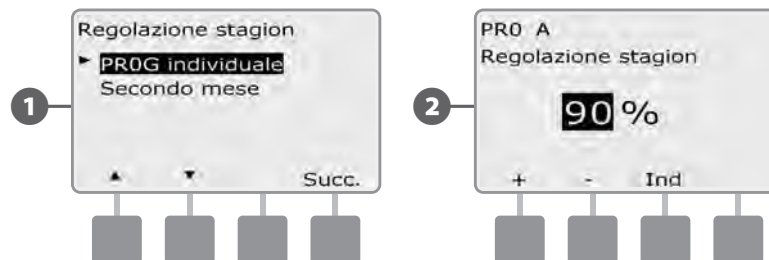 1
Regolazione stagion
PR0G individuale
Secondo mese
Succ.
2
PR0 A
Regolazione stagion
90 %
+ - Ind